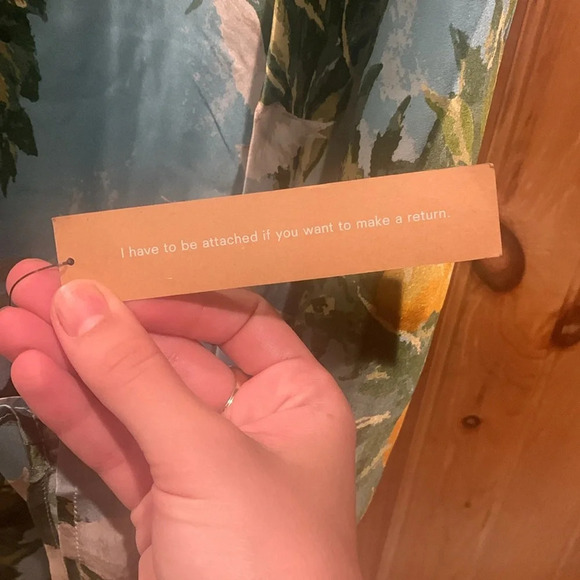 I have to be attached if you want to make a return.